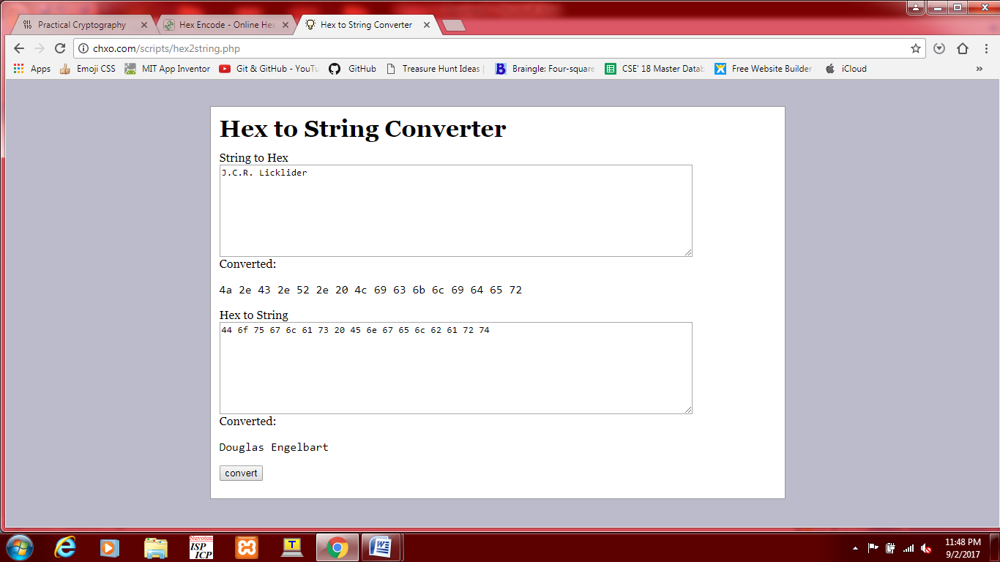 Practical Cryptography
Hex Encode - Online Hex
Hex to String Converter
chxo.com/scripts/hex2string.php
Apps Emoji CSS MIT App Inventor Git & GitHub - YouTu GitHub Treasure Hunt Ideas | Braingle: Four-square CSE' 18 Master Datab Free Website Builder iCloud »
Hex to String Converter
String to Hex
J.C.R. Licklider
Converted:
4a 2e 43 2e 52 2e 20 4c 69 63 6b 6c 69 64 65 72
Hex to String
44 6f 75 67 6c 61 73 20 45 6e 67 65 6c 62 61 72 74
Converted:
Douglas Engelbart
convert
Nuvoton
ISP
ICP
11:48 PM
9/2/2017